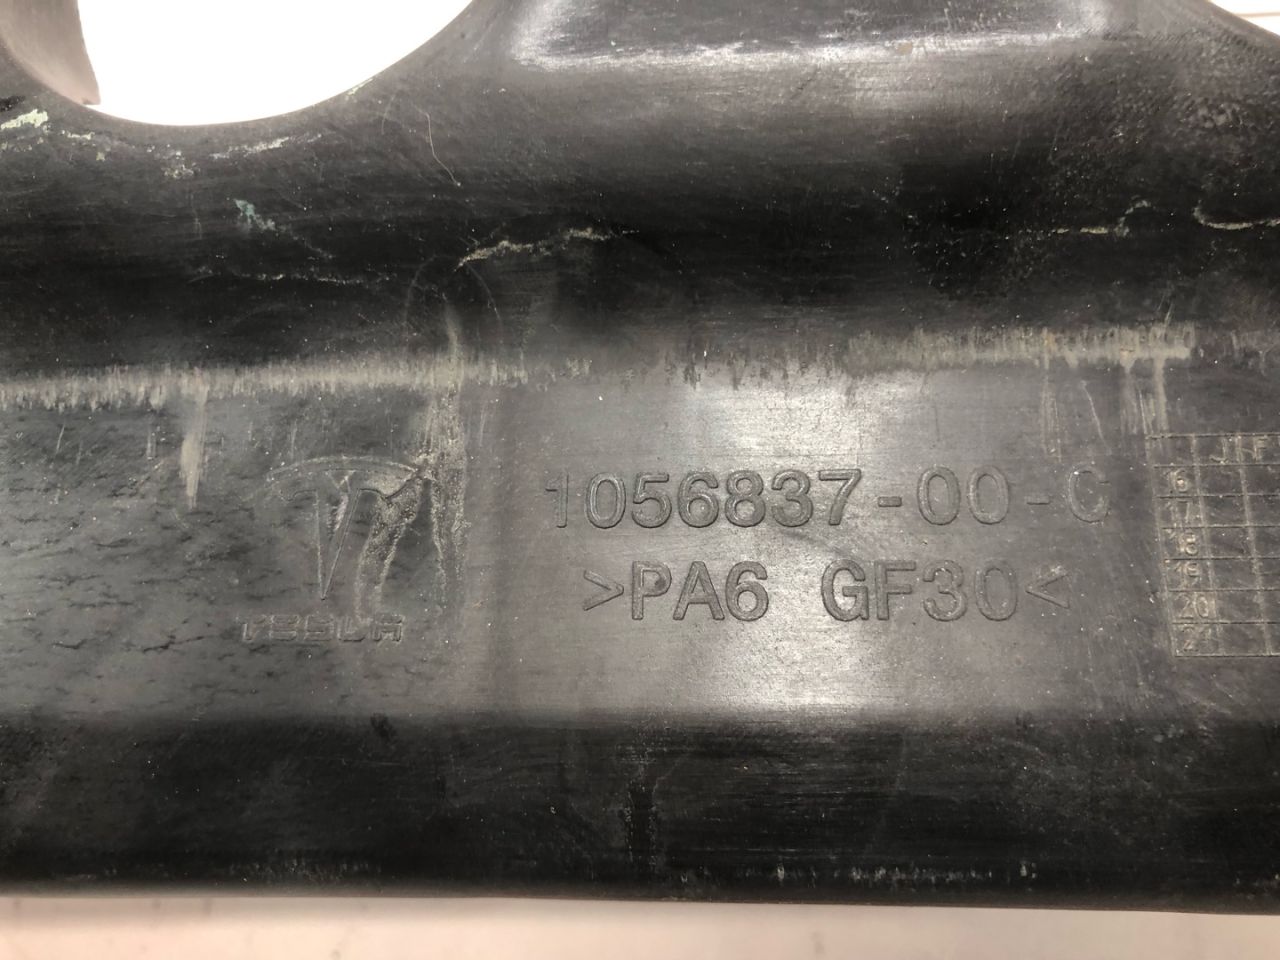 1056837-00-C
>PA6 GF30<
TESLA
J F
16
17
18
19
20
21